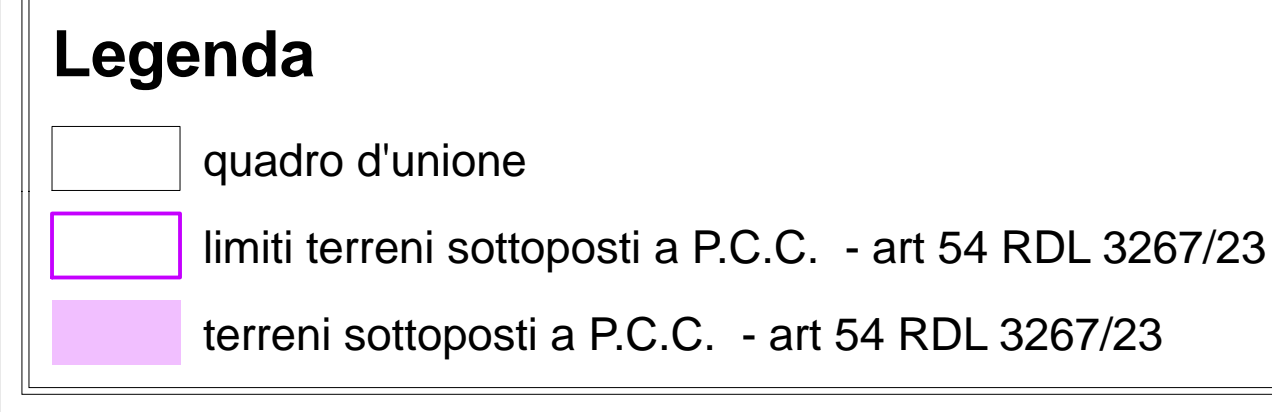 Legenda
quadro d'unione
limiti terreni sottoposti a P.C.C. - art 54 RDL 3267/23
terreni sottoposti a P.C.C. - art 54 RDL 3267/23